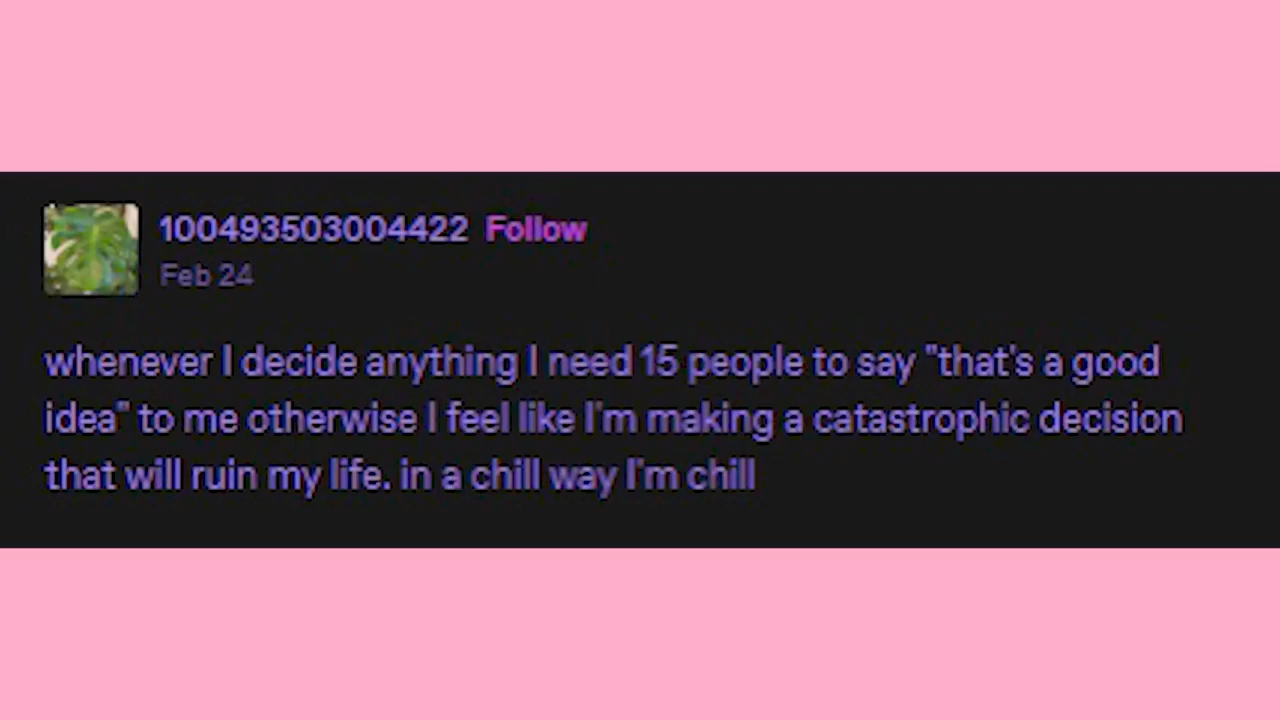 100493503004422 Follow
Feb 24
whenever I decide anything I need 15 people to say "that's a good
idea" to me otherwise I feel like I'm making a catastrophic decision
that will ruin my life. in a chill way I'm chill